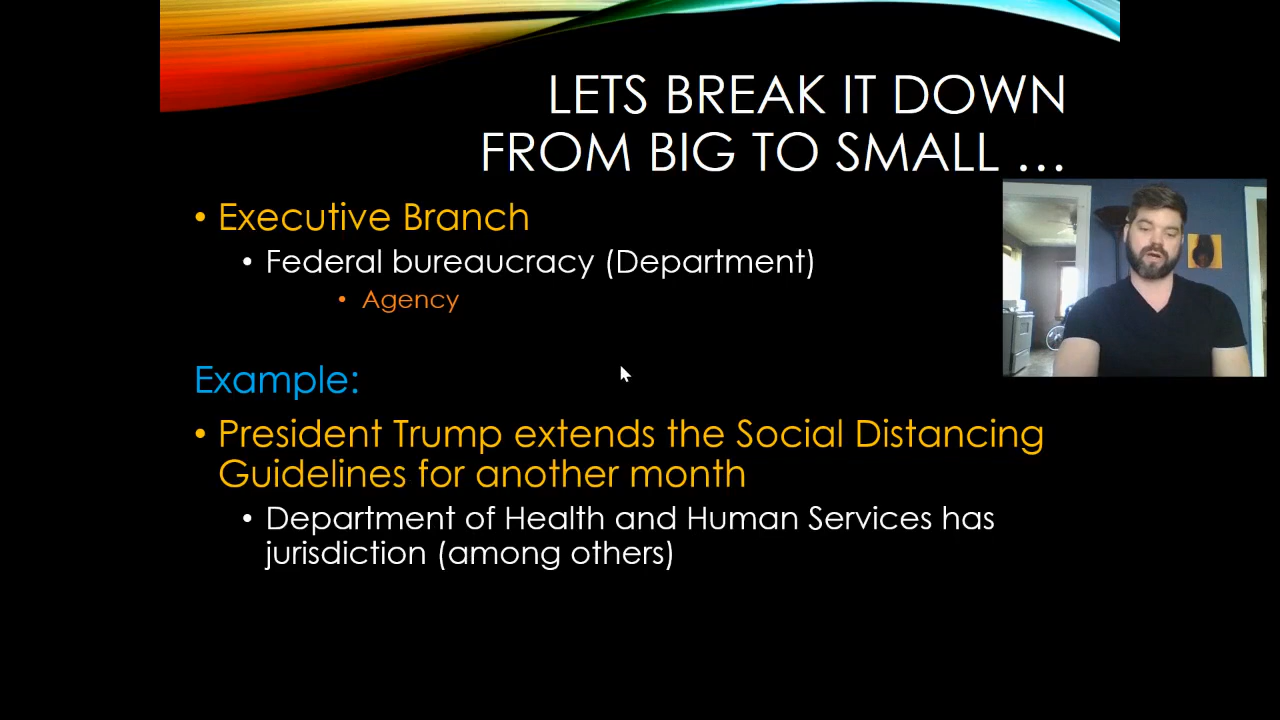 LETS BREAK IT DOWN
FROM BIG TO SMALL …
• Executive Branch
• Federal bureaucracy (Department)
• Agency
Example:
• President Trump extends the Social Distancing
Guidelines for another month
• Department of Health and Human Services has
jurisdiction (among others)